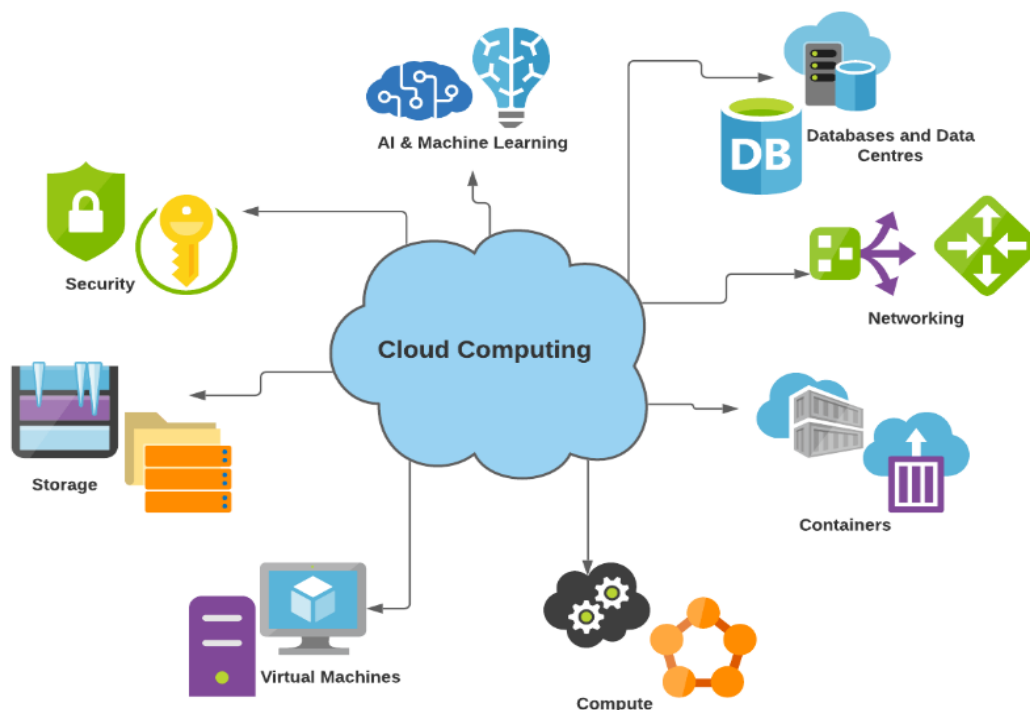 AI & Machine Learning
DB
Databases and Data
Centres
Security
Networking
Cloud Computing
Storage
Containers
Virtual Machines
Compute